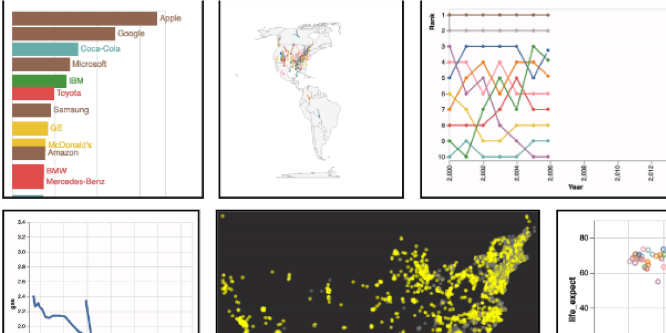 Apple
Google
Coca-Cola
Microsoft
IBM
Toyota
Samsung
GE
McDonald's
Amazon
BMW
Mercedes-Benz
Rank
1
2
3
4
5
6
7
8
9
10
2,000
2,002
2,004
2,006
2,008
2,010
2,012
Year
3.4
3.2
3.0
2.8
2.6
2.4
2.2
2.0
gas
80
60
40
life_expect